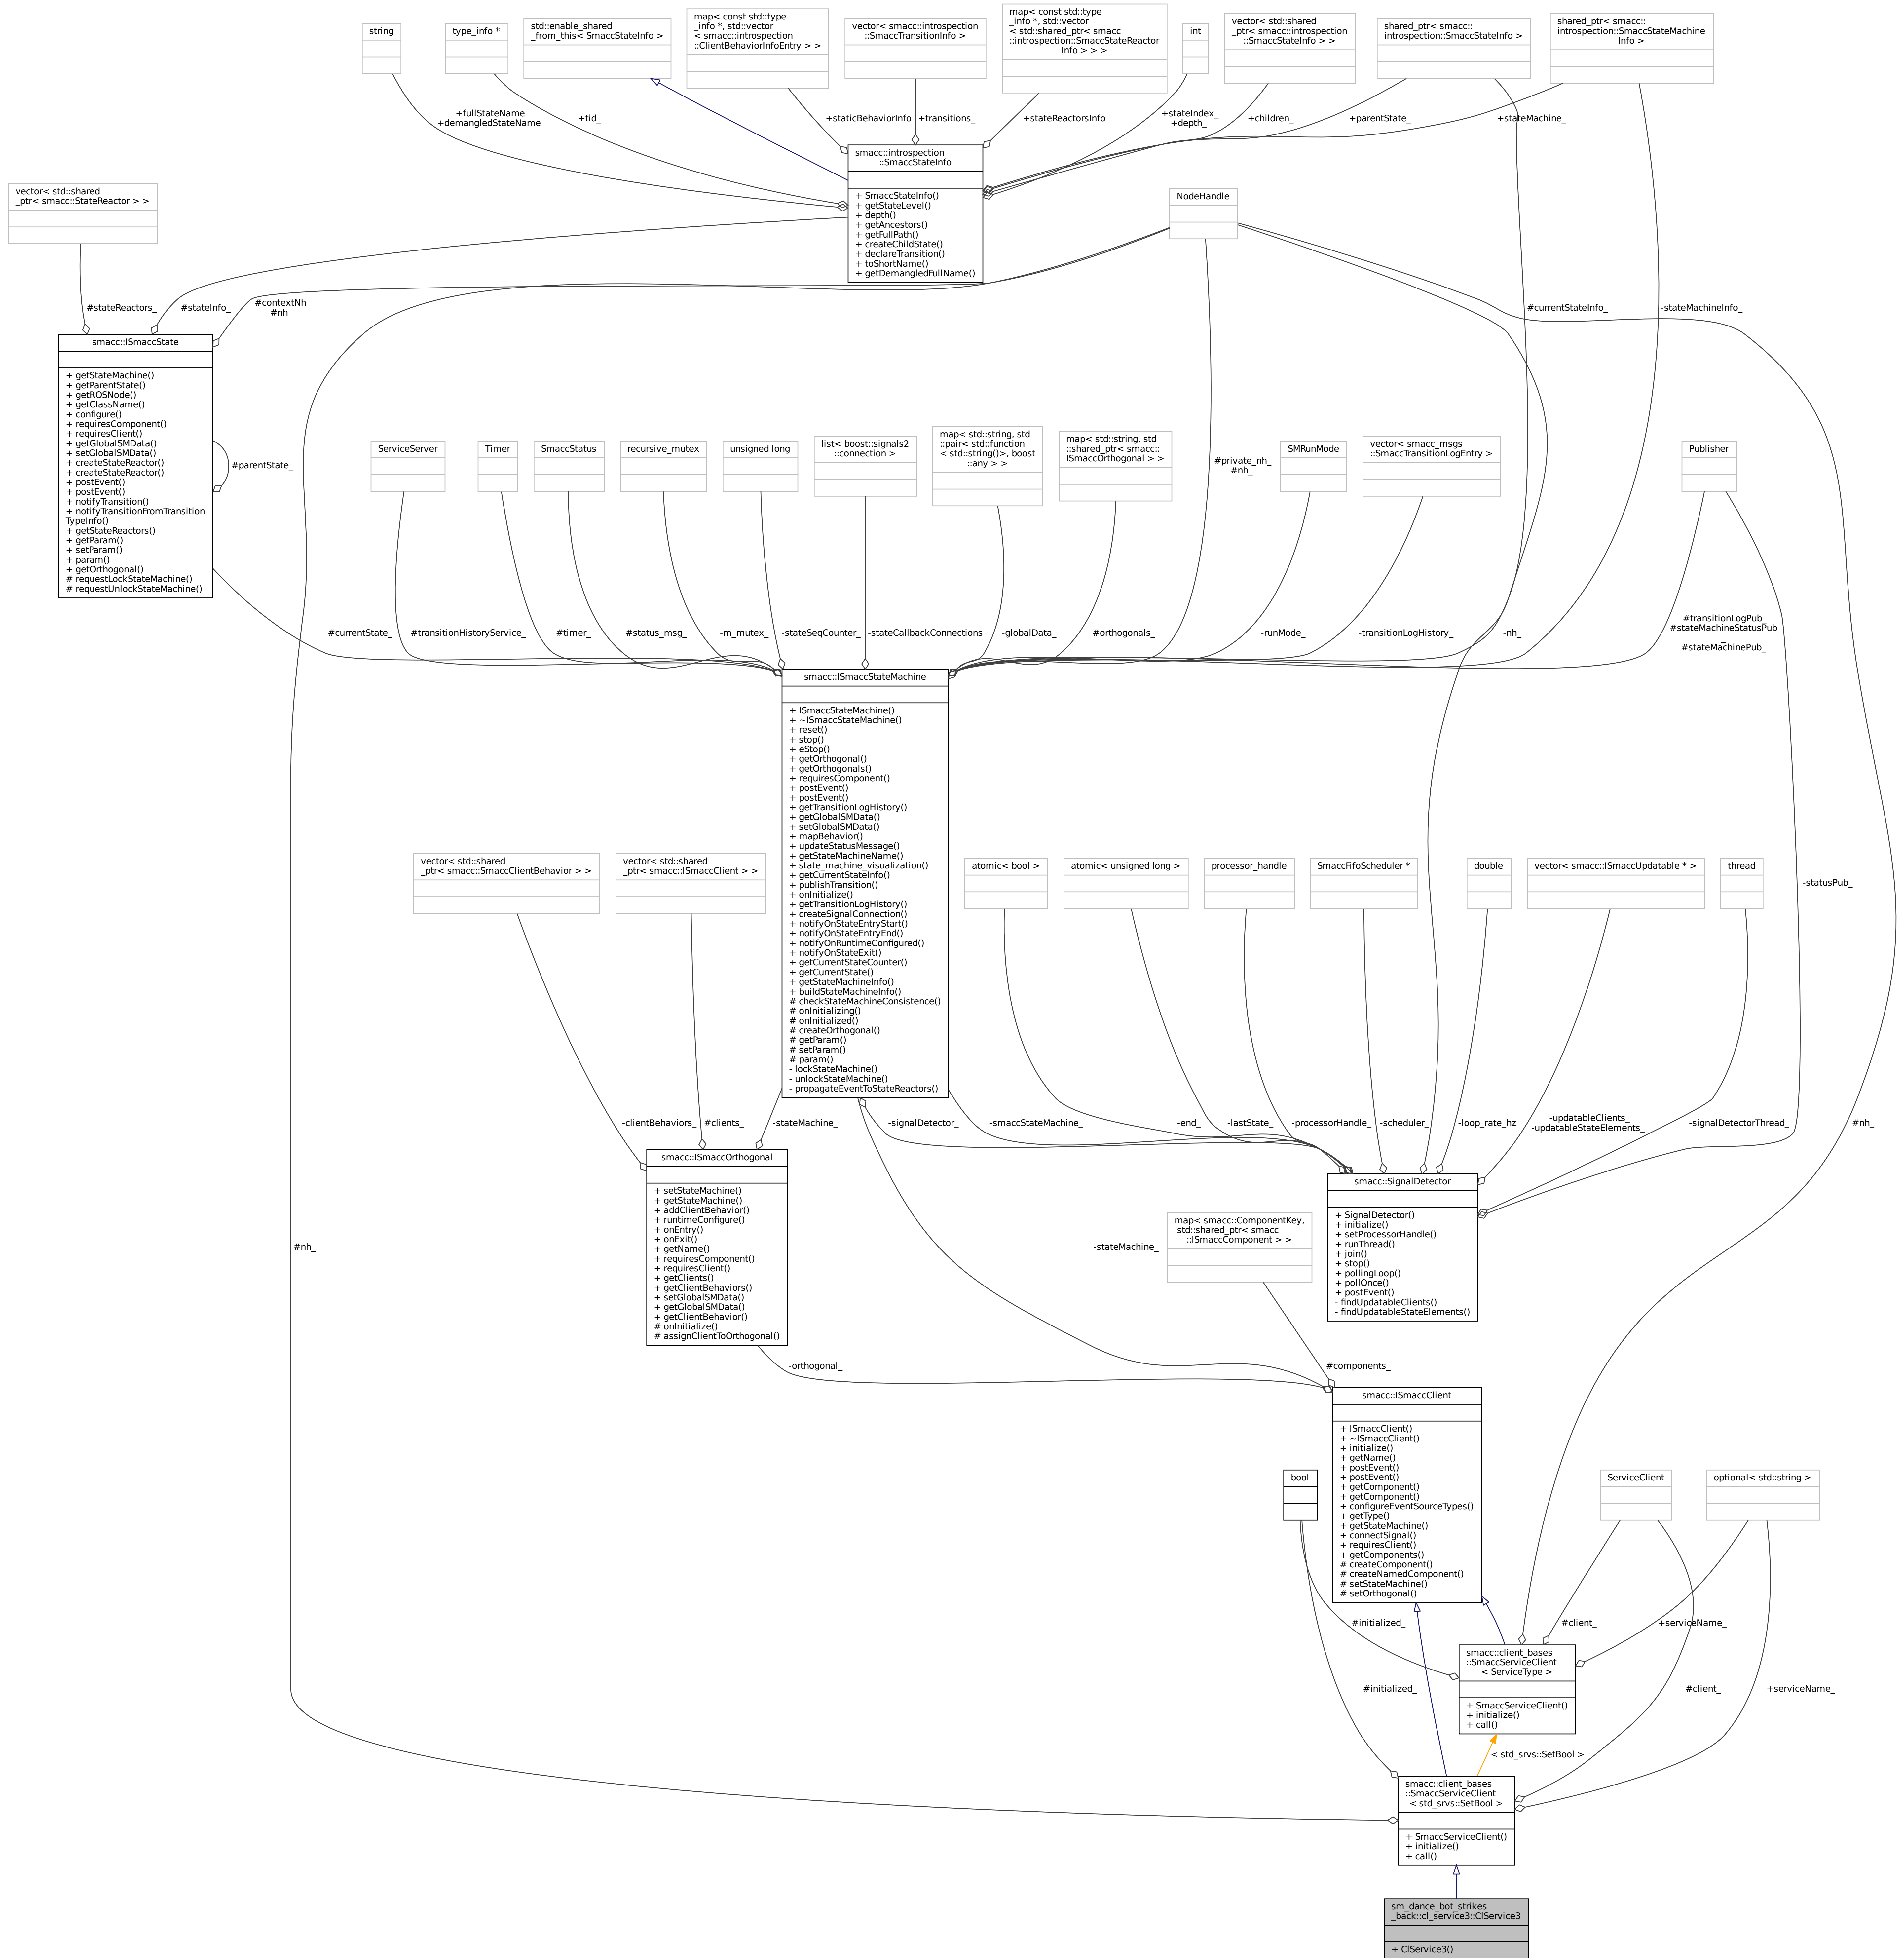 string
type_info *
std::enable_shared
_from_this< SmaccStateInfo >
map< const std::type
_info *, std::vector
< smacc::introspection
::ClientBehaviorInfoEntry > >
vector< smacc::introspection
::SmaccTransitionInfo >
map< const std::type
_info *, std::vector
< std::shared_ptr< smacc
::introspection::SmaccStateReactor
Info > > >
int
vector< std::shared
_ptr< smacc::introspection
::SmaccStateInfo > >
shared_ptr< smacc::
introspection::SmaccStateInfo >
shared_ptr< smacc::
introspection::SmaccStateMachine
Info >
+fullStateName
+demangledStateName
+tid_
+staticBehaviorInfo
+transitions_
+stateReactorsInfo
+stateIndex_
+depth_
+children_
+parentState_
+stateMachine_
smacc::introspection
::SmaccStateInfo
+ SmaccStateInfo()
+ getStateLevel()
+ depth()
+ getAncestors()
+ getFullPath()
+ createChildState()
+ declareTransition()
+ toShortName()
+ getDemangledFullName()
vector< std::shared
_ptr< smacc::StateReactor > >
NodeHandle
#stateReactors_
#stateInfo_
#contextNh
#nh
#currentStateInfo_
-stateMachineInfo_
smacc::ISmaccState
+ getStateMachine()
+ getParentState()
+ getROSNode()
+ getClassName()
+ configure()
+ requiresComponent()
+ requiresClient()
+ getGlobalSMData()
+ setGlobalSMData()
+ createStateReactor()
+ createStateReactor()
+ postEvent()
+ postEvent()
+ notifyTransition()
+ notifyTransitionFromTransition
TypeInfo()
+ getStateReactors()
+ getParam()
+ setParam()
+ param()
+ getOrthogonal()
# requestLockStateMachine()
# requestUnlockStateMachine()
#parentState_
ServiceServer
Timer
SmaccStatus
recursive_mutex
unsigned long
list< boost::signals2
::connection >
map< std::string, std
::pair< std::function
< std::string()>, boost
::any > >
map< std::string, std
::shared_ptr< smacc::
ISmaccOrthogonal > >
#private_nh_
#nh_
SMRunMode
vector< smacc_msgs
::SmaccTransitionLogEntry >
Publisher
#currentState_
#transitionHistoryService_
#timer_
#status_msg_
-m_mutex_
-stateSeqCounter_
-stateCallbackConnections
-globalData_
#orthogonals_
-runMode_
-transitionLogHistory_
-nh_
#transitionLogPub_
#stateMachineStatusPub
_
#stateMachinePub_
smacc::ISmaccStateMachine
+ ISmaccStateMachine()
+ ~ISmaccStateMachine()
+ reset()
+ stop()
+ eStop()
+ getOrthogonal()
+ getOrthogonals()
+ requiresComponent()
+ postEvent()
+ postEvent()
+ getTransitionLogHistory()
+ getGlobalSMData()
+ setGlobalSMData()
+ mapBehavior()
+ updateStatusMessage()
+ getStateMachineName()
+ state_machine_visualization()
+ getCurrentStateInfo()
+ publishTransition()
+ onInitialize()
+ getTransitionLogHistory()
+ createSignalConnection()
+ notifyOnStateEntryStart()
+ notifyOnStateEntryEnd()
+ notifyOnRuntimeConfigured()
+ notifyOnStateExit()
+ getCurrentStateCounter()
+ getCurrentState()
+ getStateMachineInfo()
+ buildStateMachineInfo()
# checkStateMachineConsistence()
# onInitializing()
# onInitialized()
# createOrthogonal()
# getParam()
# setParam()
# param()
- lockStateMachine()
- unlockStateMachine()
- propagateEventToStateReactors()
vector< std::shared
_ptr< smacc::SmaccClientBehavior > >
vector< std::shared
_ptr< smacc::ISmaccClient > >
atomic< bool >
atomic< unsigned long >
processor_handle
SmaccFifoScheduler *
double
vector< smacc::ISmaccUpdatable * >
thread
-statusPub_
-clientBehaviors_
#clients_
-stateMachine_
-signalDetector_
-smaccStateMachine_
-end_
-lastState_
-processorHandle_
-scheduler_
-loop_rate_hz
-updatableClients_
-updatableStateElements_
-signalDetectorThread_
#nh_
smacc::ISmaccOrthogonal
+ setStateMachine()
+ getStateMachine()
+ addClientBehavior()
+ runtimeConfigure()
+ onEntry()
+ onExit()
+ getName()
+ requiresComponent()
+ requiresClient()
+ getClients()
+ getClientBehaviors()
+ setGlobalSMData()
+ getGlobalSMData()
+ getClientBehavior()
# onInitialize()
# assignClientToOrthogonal()
smacc::SignalDetector
+ SignalDetector()
+ initialize()
+ setProcessorHandle()
+ runThread()
+ join()
+ stop()
+ pollingLoop()
+ pollOnce()
+ postEvent()
- findUpdatableClients()
- findUpdatableStateElements()
map< smacc::ComponentKey,
std::shared_ptr< smacc
::ISmaccComponent > >
#nh_
-stateMachine_
-orthogonal_
#components_
smacc::ISmaccClient
+ ISmaccClient()
+ ~ISmaccClient()
+ initialize()
+ getName()
+ postEvent()
+ postEvent()
+ getComponent()
+ getComponent()
+ configureEventSourceTypes()
+ getType()
+ getStateMachine()
+ connectSignal()
+ requiresClient()
+ getComponents()
# createComponent()
# createNamedComponent()
# setStateMachine()
# setOrthogonal()
bool
ServiceClient
optional< std::string >
#initialized_
#client_
+serviceName_
smacc::client_bases
::SmaccServiceClient
< ServiceType >
+ SmaccServiceClient()
+ initialize()
+ call()
#initialized_
#client_
+serviceName_
< std_srvs::SetBool >
smacc::client_bases
::SmaccServiceClient
< std_srvs::SetBool >
+ SmaccServiceClient()
+ initialize()
+ call()
sm_dance_bot_strikes
_back::cl_service3::ClService3
+ ClService3()